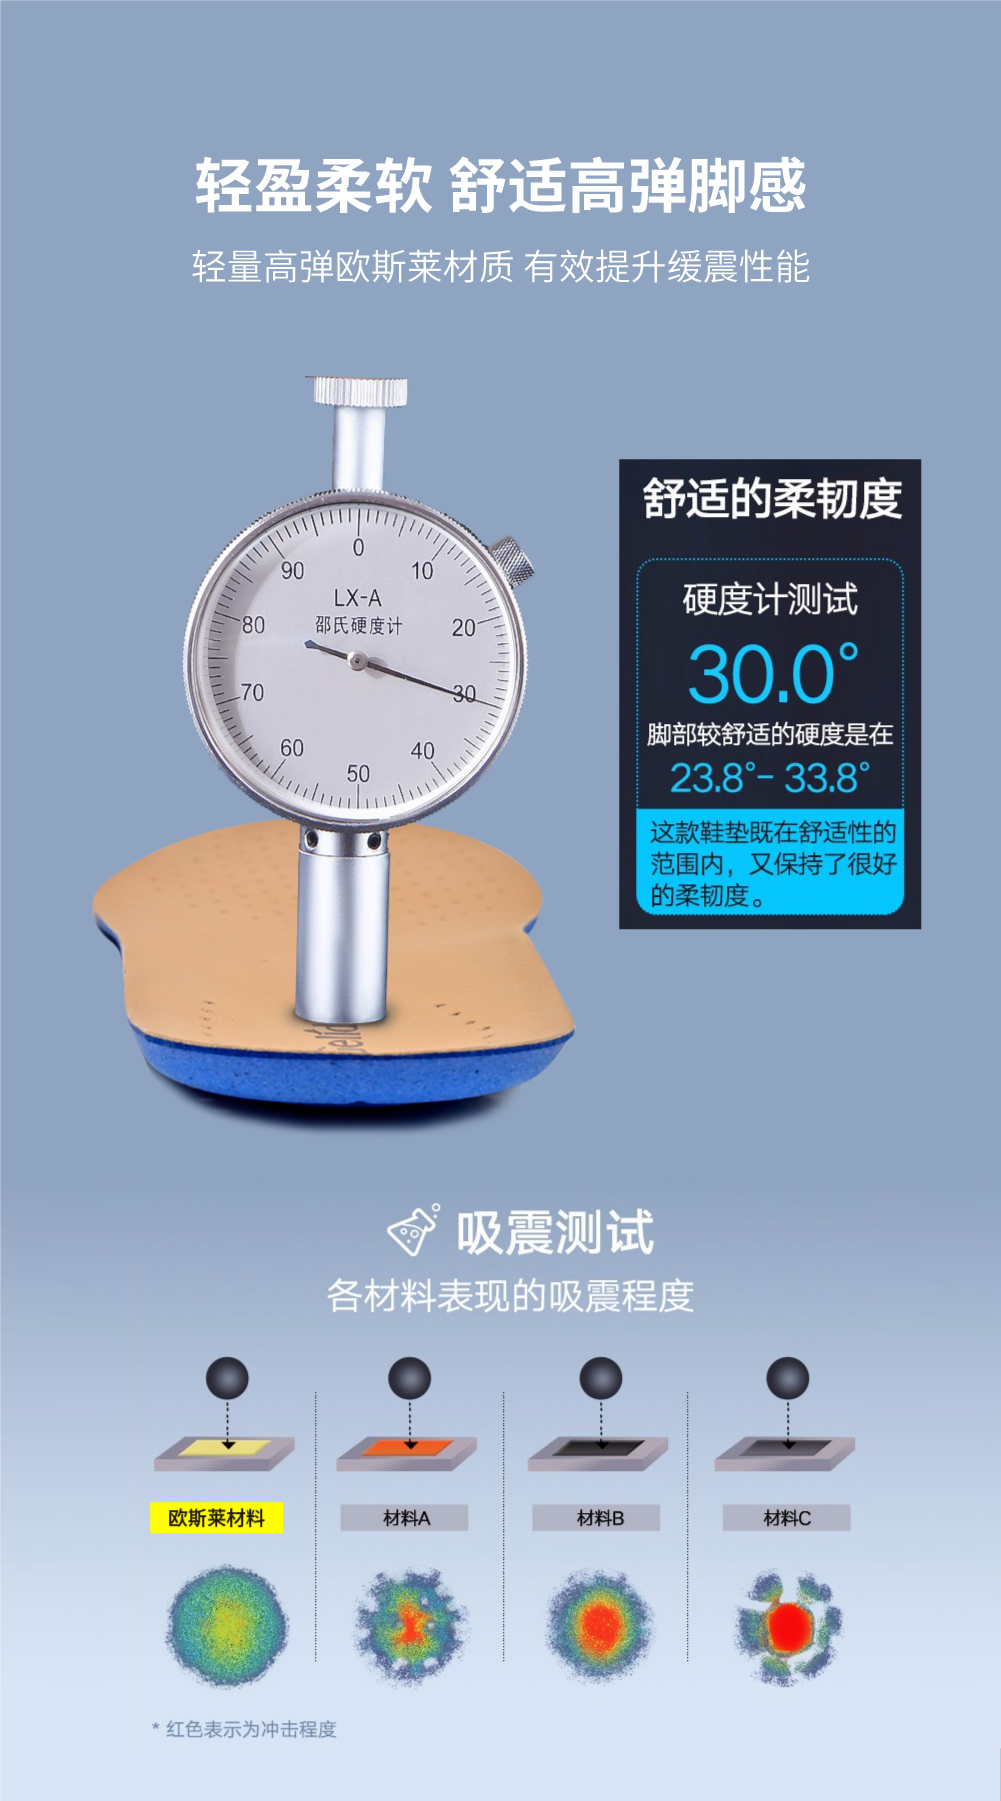 轻盈柔软 舒适高弹脚感
轻量高弹欧斯莱材质 有效提升缓震性能
0
90
10
LX-A
邵氏硬度计
80
20
70
30
60
40
50
舒适的柔韧度
硬度计测试
30.0°
脚部较舒适的硬度是在
23.8°- 33.8°
这款鞋垫既在舒适性的
范围内，又保持了很好
的柔韧度。
吸震测试
各材料表现的吸震程度
欧斯莱材料
材料A
材料B
材料C
* 红色表示为冲击程度